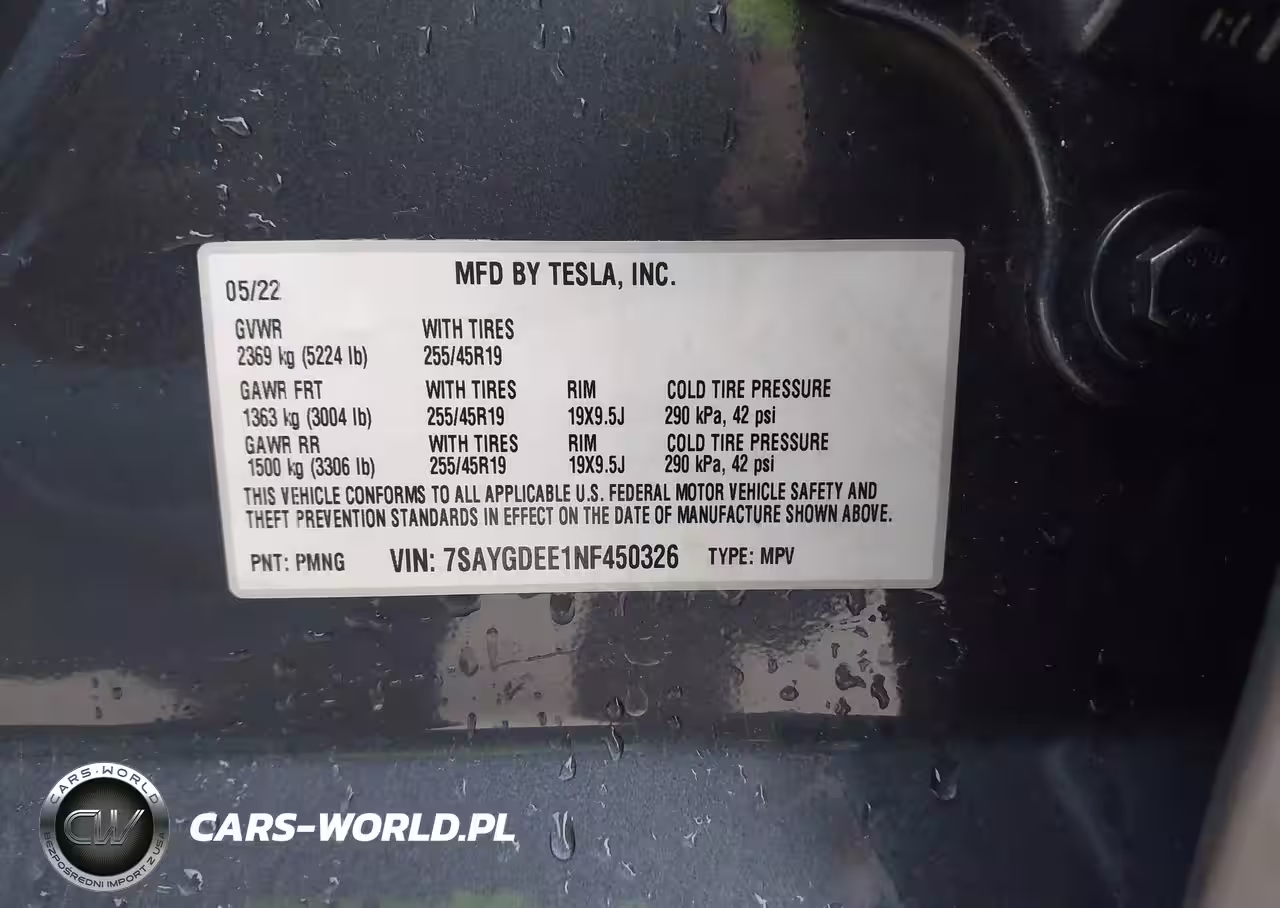 MFD BY TESLA, INC.
05/22
GVWR WITH TIRES
2369 kg (5224 lb) 255/45R19
GAWR FRT WITH TIRES RIM COLD TIRE PRESSURE
1363 kg (3004 lb) 255/45R19 19X9.5J 290 kPa, 42 psi
GAWR RR WITH TIRES RIM COLD TIRE PRESSURE
1500 kg (3306 lb) 255/45R19 19X9.5J 290 kPa, 42 psi
THIS VEHICLE CONFORMS TO ALL APPLICABLE U.S. FEDERAL MOTOR VEHICLE SAFETY AND
THEFT PREVENTION STANDARDS IN EFFECT ON THE DATE OF MANUFACTURE SHOWN ABOVE.
PNT: PMNG VIN: 7SAYGDEE1NF450326 TYPE: MPV
CARS-WORLD
CW
BEZPOŚREDNI IMPORT Z USA
CARS-WORLD.PL